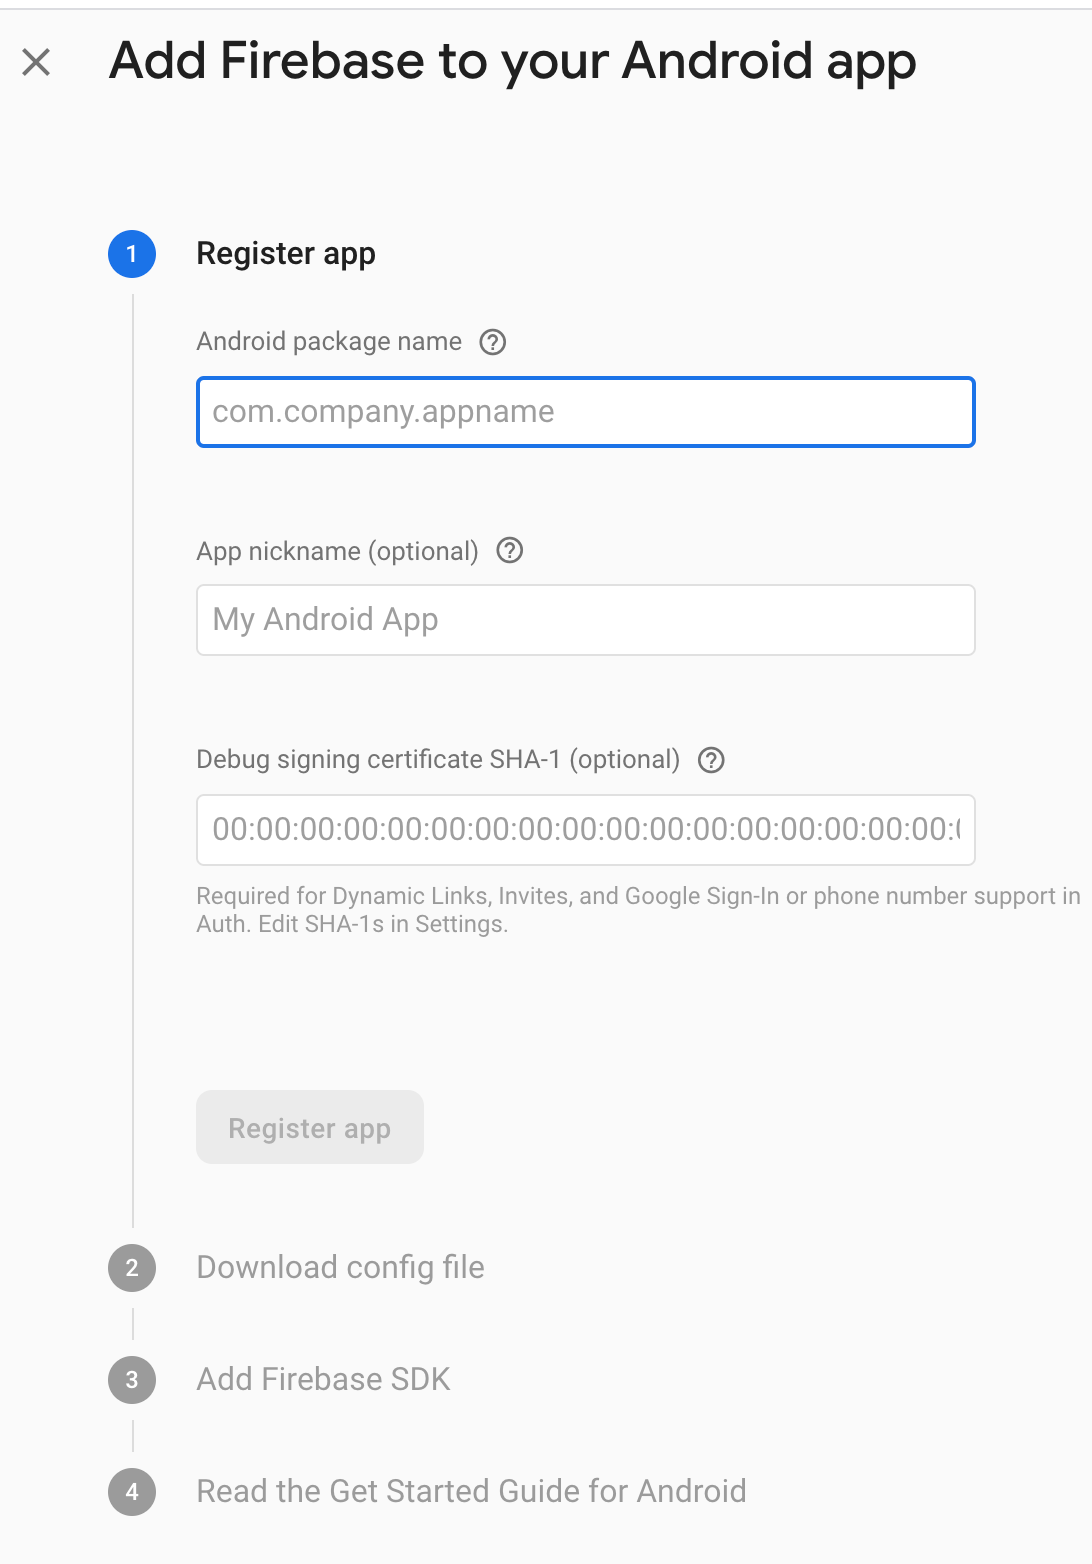 Add Firebase to your Android app
1 Register app
Android package name ?
com.company.appname
App nickname (optional) ?
My Android App
Debug signing certificate SHA-1 (optional) ?
00:00:00:00:00:00:00:00:00:00:00:00:00:00:00:00:00:
Required for Dynamic Links, Invites, and Google Sign-In or phone number support in
Auth. Edit SHA-1s in Settings.
Register app
2 Download config file
3 Add Firebase SDK
4 Read the Get Started Guide for Android